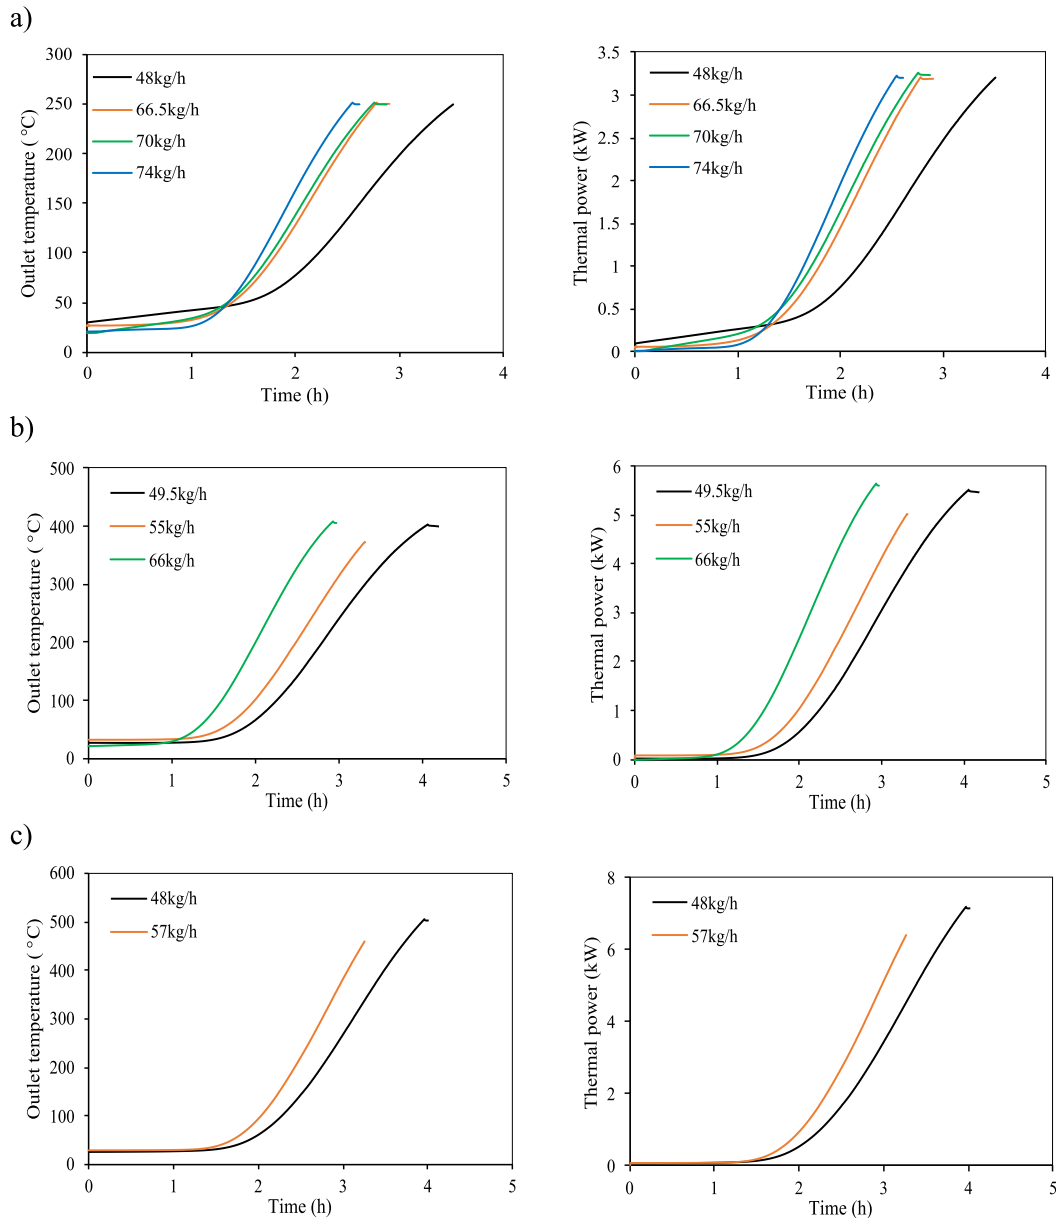 a)
Outlet temperature ( °C)
300
250
200
150
100
50
0
48kg/h
66.5kg/h
70kg/h
74kg/h
0 1 2 3 4
Time (h)
Thermal power (kW)
3.5
3
2.5
2
1.5
1
0.5
0
48kg/h
66.5kg/h
70kg/h
74kg/h
0 1 2 3 4
Time (h)
b)
Outlet temperature ( °C)
500
400
300
200
100
0
49.5kg/h
55kg/h
66kg/h
0 1 2 3 4 5
Time (h)
Thermal power (kW)
6
5
4
3
2
1
0
49.5kg/h
55kg/h
66kg/h
0 1 2 3 4 5
Time (h)
c)
Outlet temperature ( °C)
600
500
400
300
200
100
0
48kg/h
57kg/h
0 1 2 3 4 5
Time (h)
Thermal power (kW)
8
6
4
2
0
48kg/h
57kg/h
0 1 2 3 4 5
Time (h)